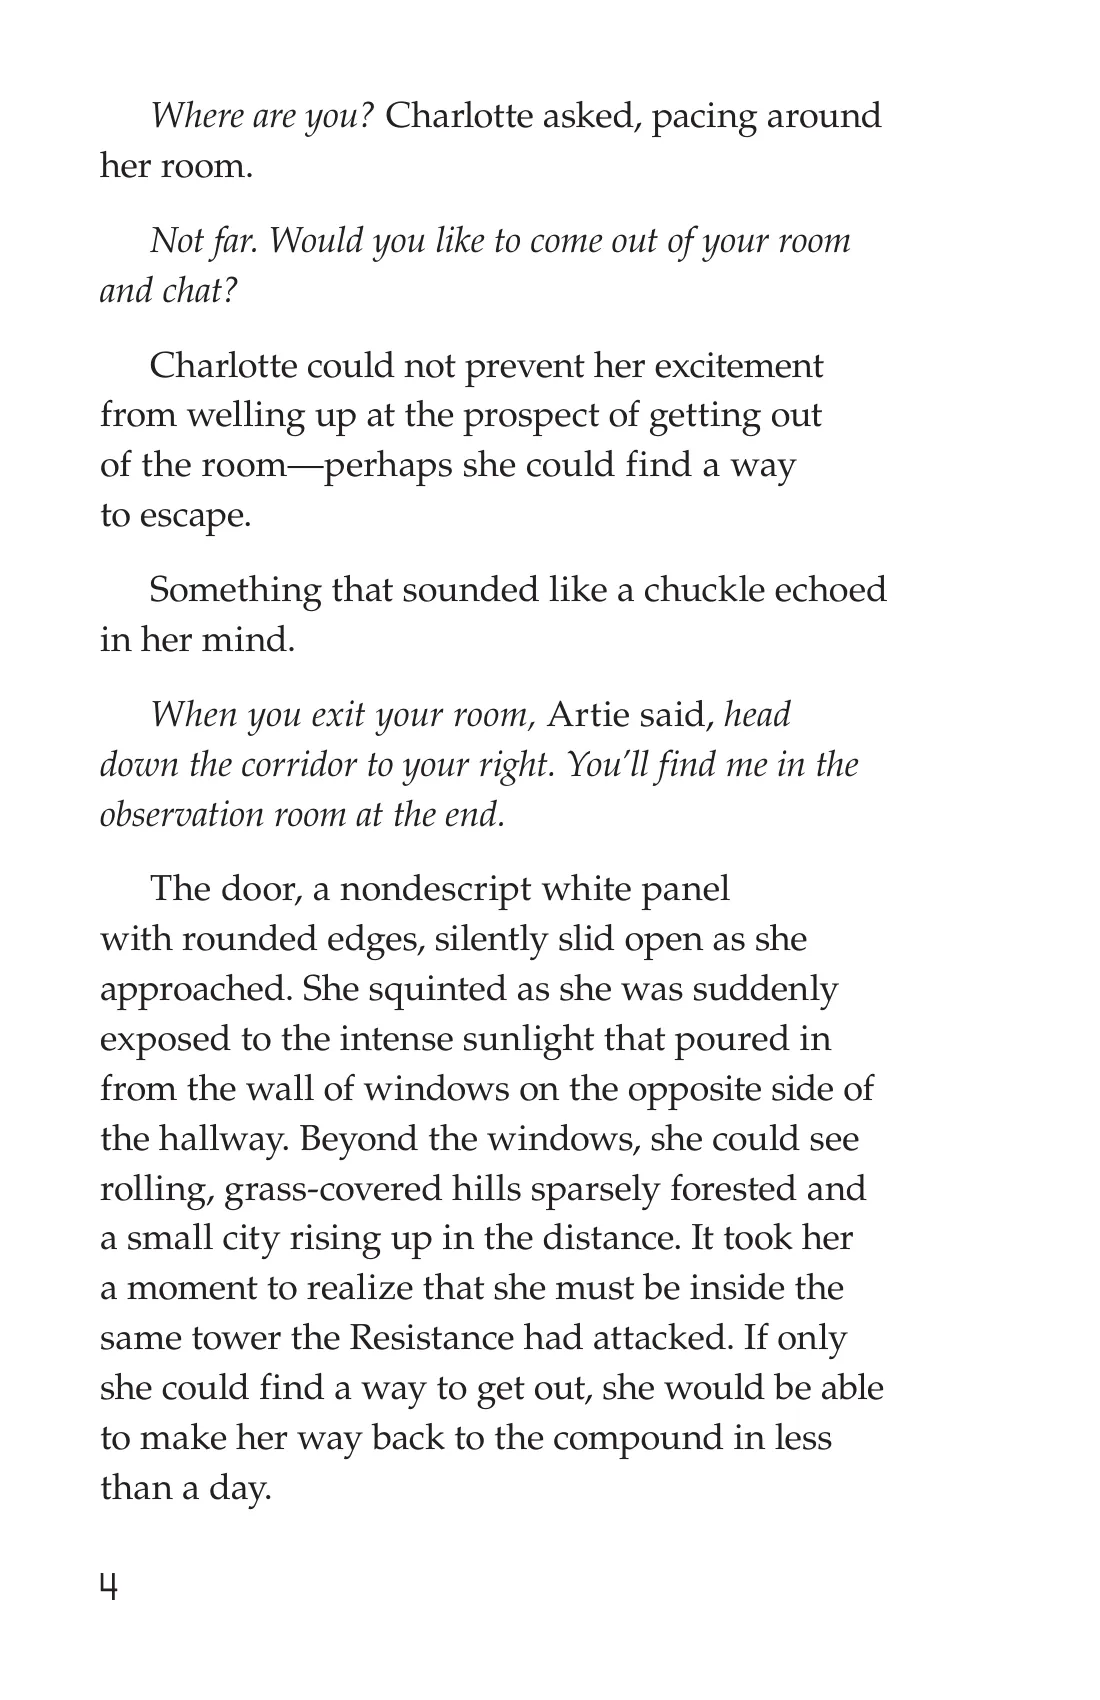 Where are you? Charlotte asked, pacing around
her room.
Not far. Would you like to come out of your room
and chat?
Charlotte could not prevent her excitement
from welling up at the prospect of getting out
of the room—perhaps she could find a way
to escape.
Something that sounded like a chuckle echoed
in her mind.
When you exit your room, Artie said, head
down the corridor to your right. You’ll find me in the
observation room at the end.
The door, a nondescript white panel
with rounded edges, silently slid open as she
approached. She squinted as she was suddenly
exposed to the intense sunlight that poured in
from the wall of windows on the opposite side of
the hallway. Beyond the windows, she could see
rolling, grass-covered hills sparsely forested and
a small city rising up in the distance. It took her
a moment to realize that she must be inside the
same tower the Resistance had attacked. If only
she could find a way to get out, she would be able
to make her way back to the compound in less
than a day.
4